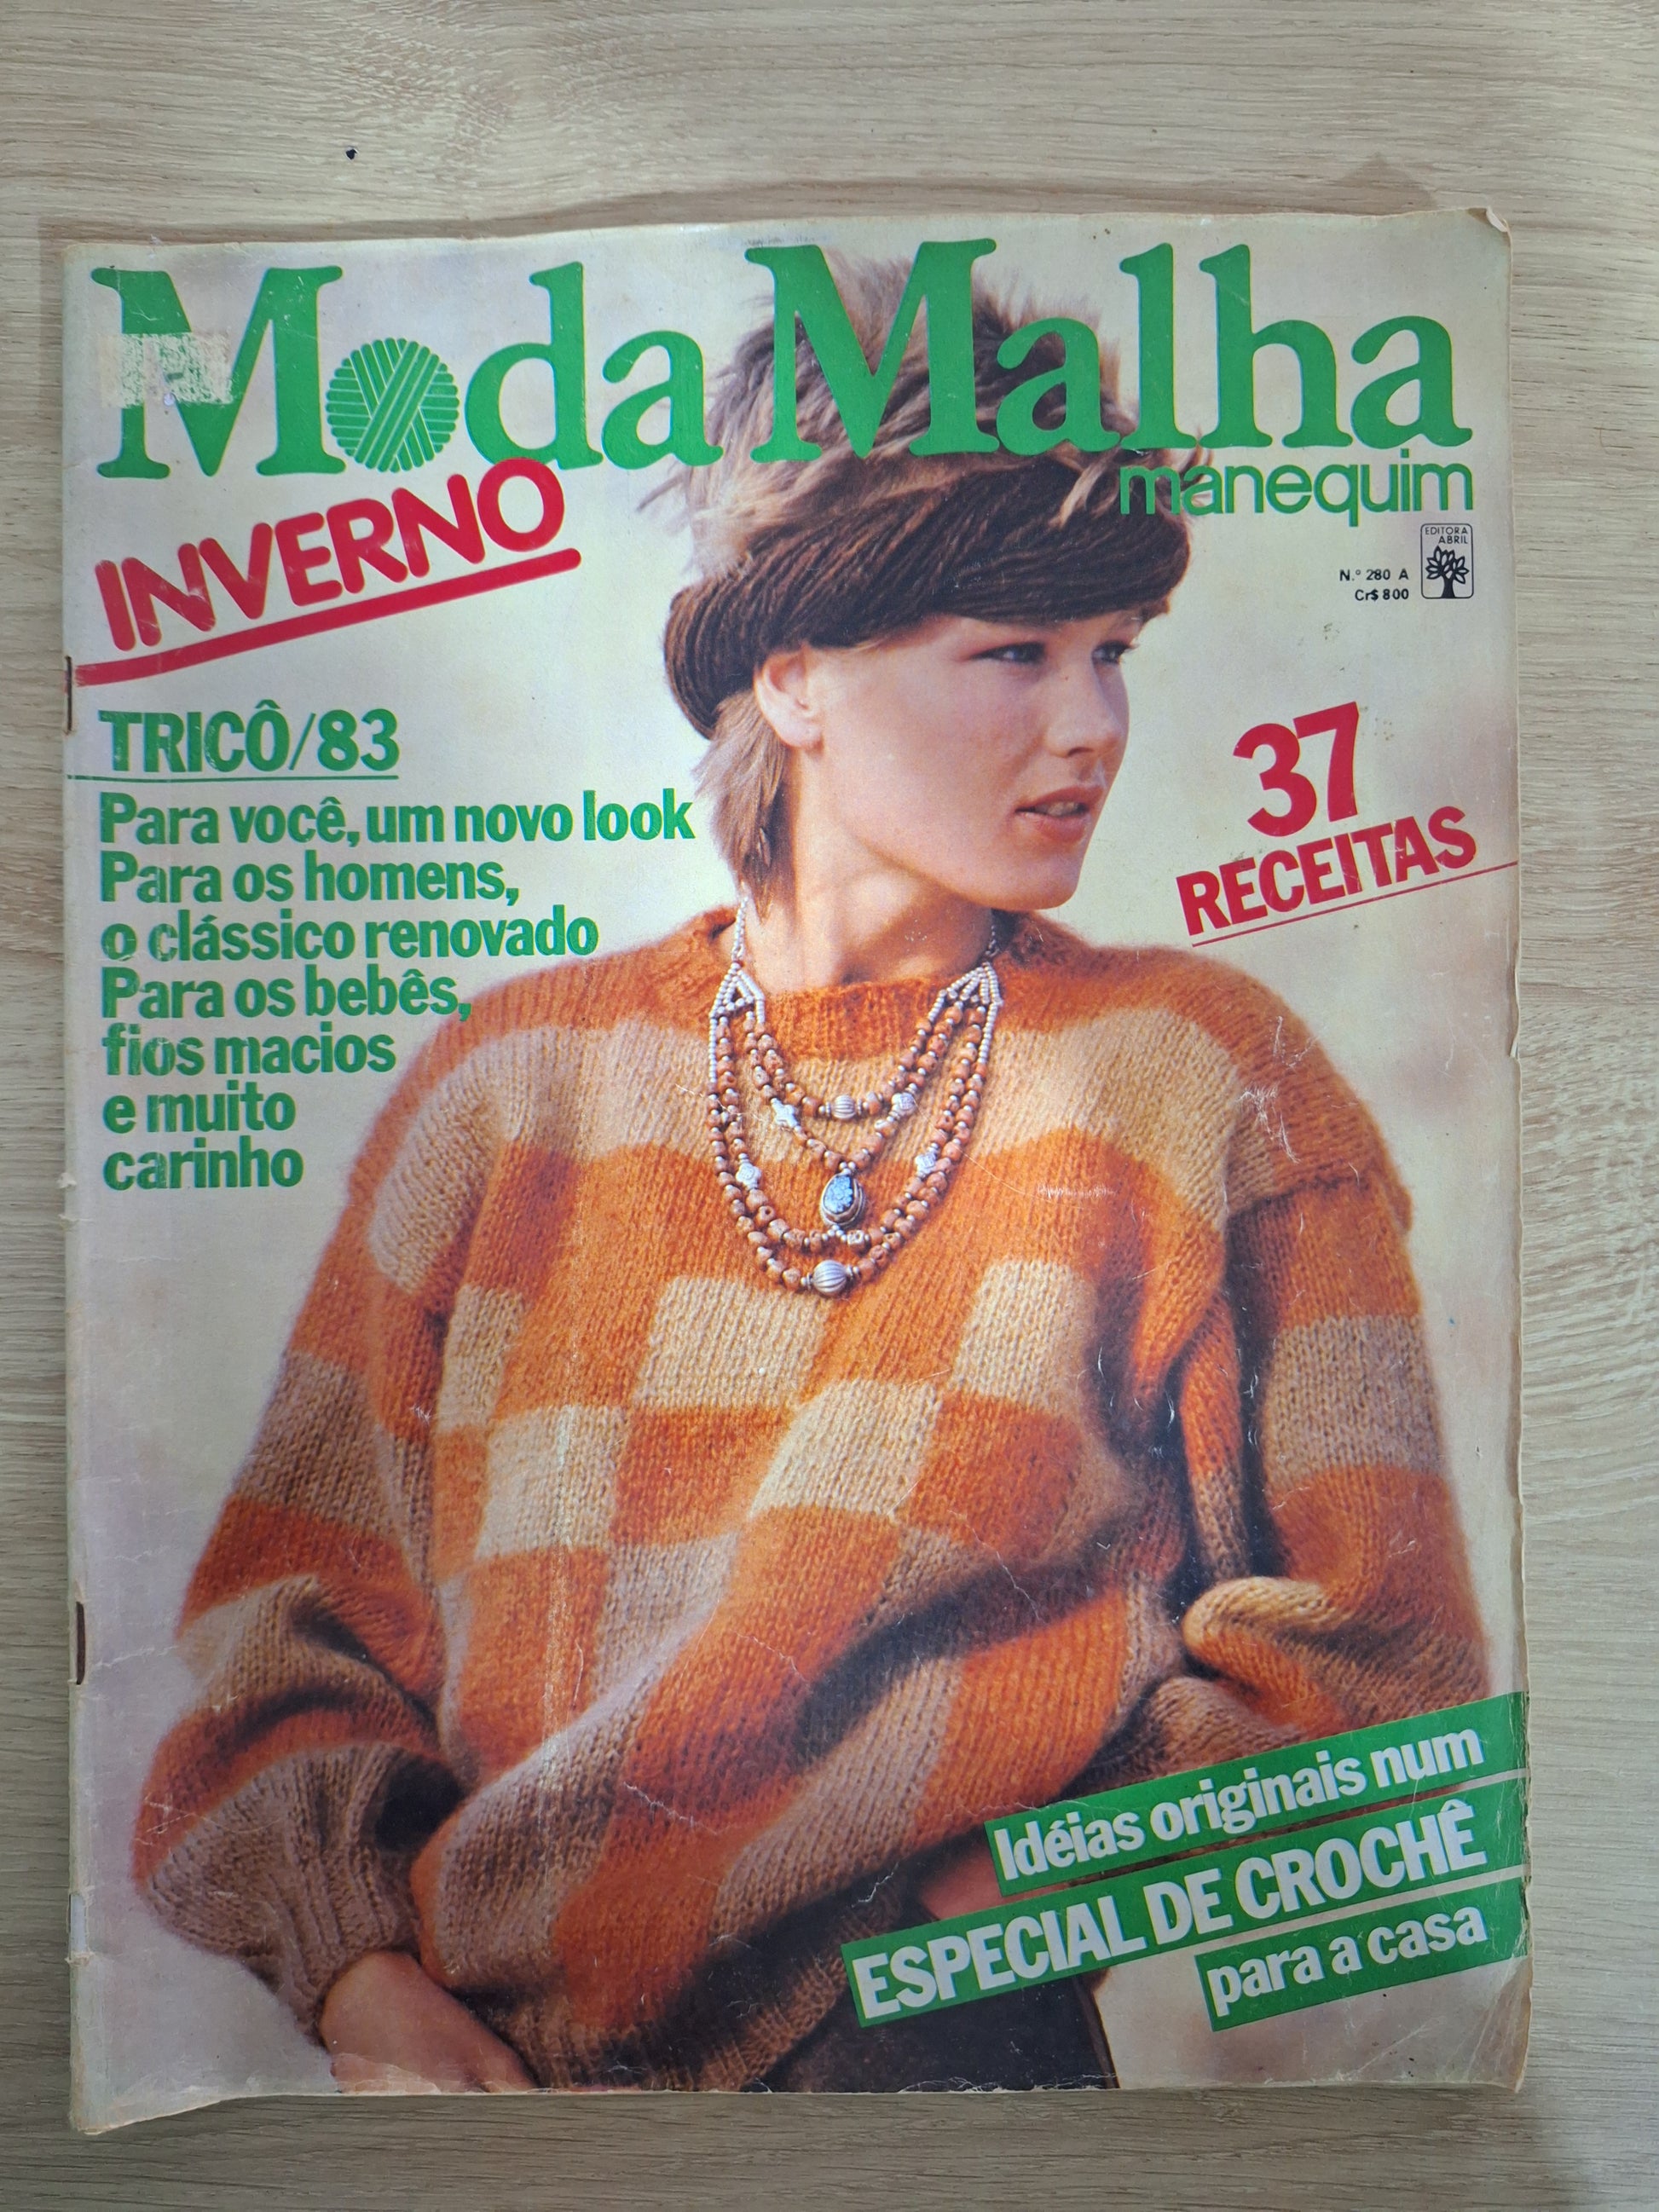 Moda Malha
manequim
EDITORA
ABRIL
N.º 280 A
Cr$ 800
INVERNO
TRICÔ/83
Para você, um novo look
Para os homens,
o clássico renovado
Para os bebês,
fios macios
e muito
carinho
37
RECEITAS
Idéias originais num
ESPECIAL DE CROCHÊ
para a casa